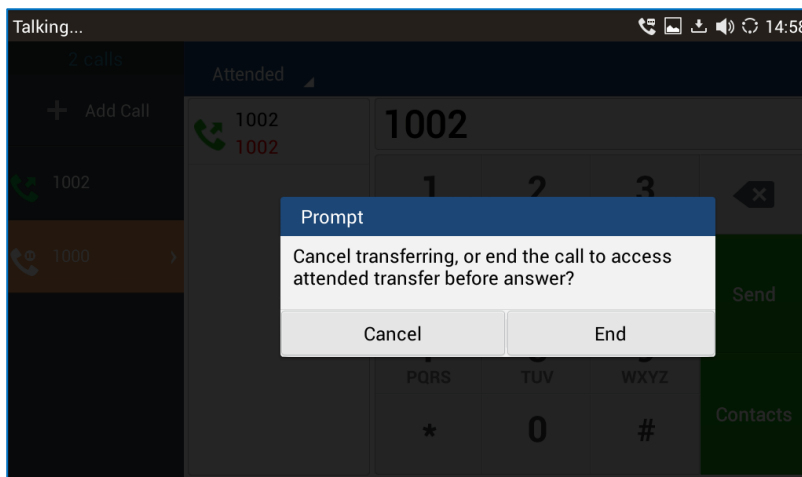 Talking...
14:58
2 calls
Attended
Add Call
1002
1002
1002
1002
1000
1
2
3
Prompt
Cancel transferring, or end the call to access
attended transfer before answer?
Cancel
End
Send
PQRS
TUV
WXYZ
Contacts
*
0
#